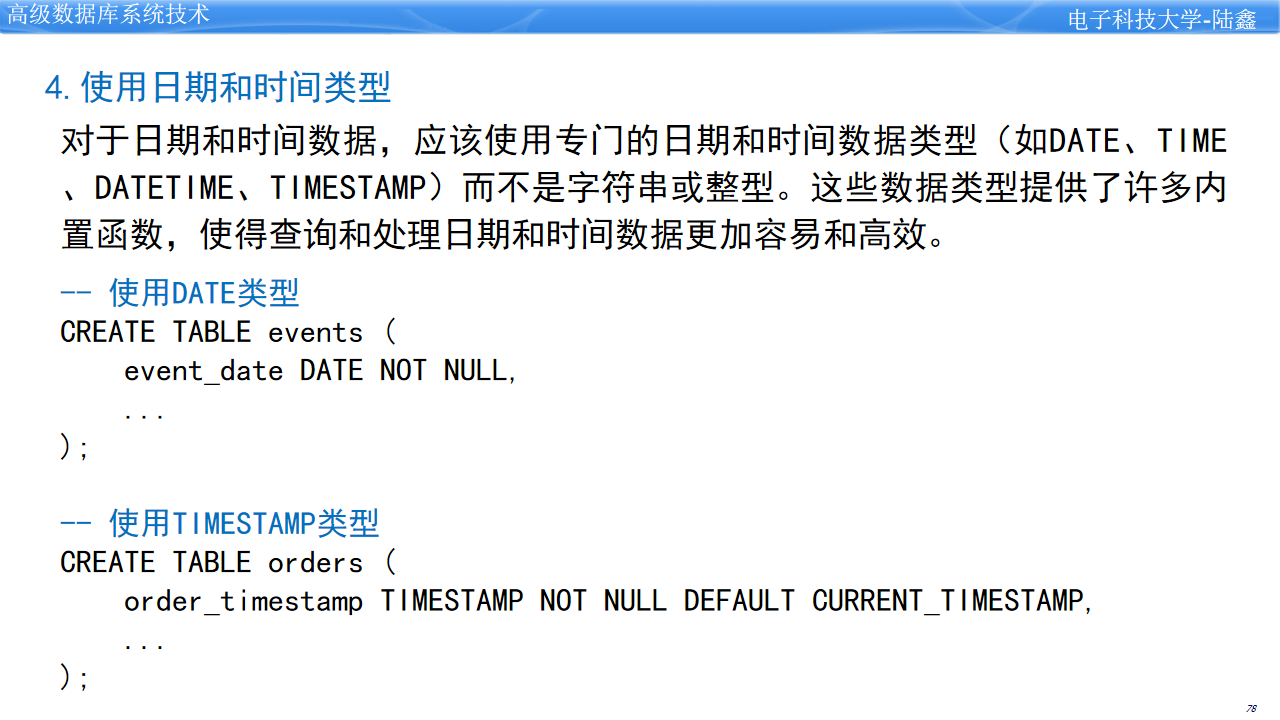 高级数据库系统技术
电子科技大学-陆鑫
4. 使用日期和时间类型
对于日期和时间数据，应该使用专门的日期和时间数据类型（如DATE、TIME
、DATETIME、TIMESTAMP）而不是字符串或整型。这些数据类型提供了许多内
置函数，使得查询和处理日期和时间数据更加容易和高效。
-- 使用DATE类型
CREATE TABLE events (
    event_date DATE NOT NULL,
    ...
);
-- 使用TIMESTAMP类型
CREATE TABLE orders (
    order_timestamp TIMESTAMP NOT NULL DEFAULT CURRENT_TIMESTAMP,
    ...
);
78